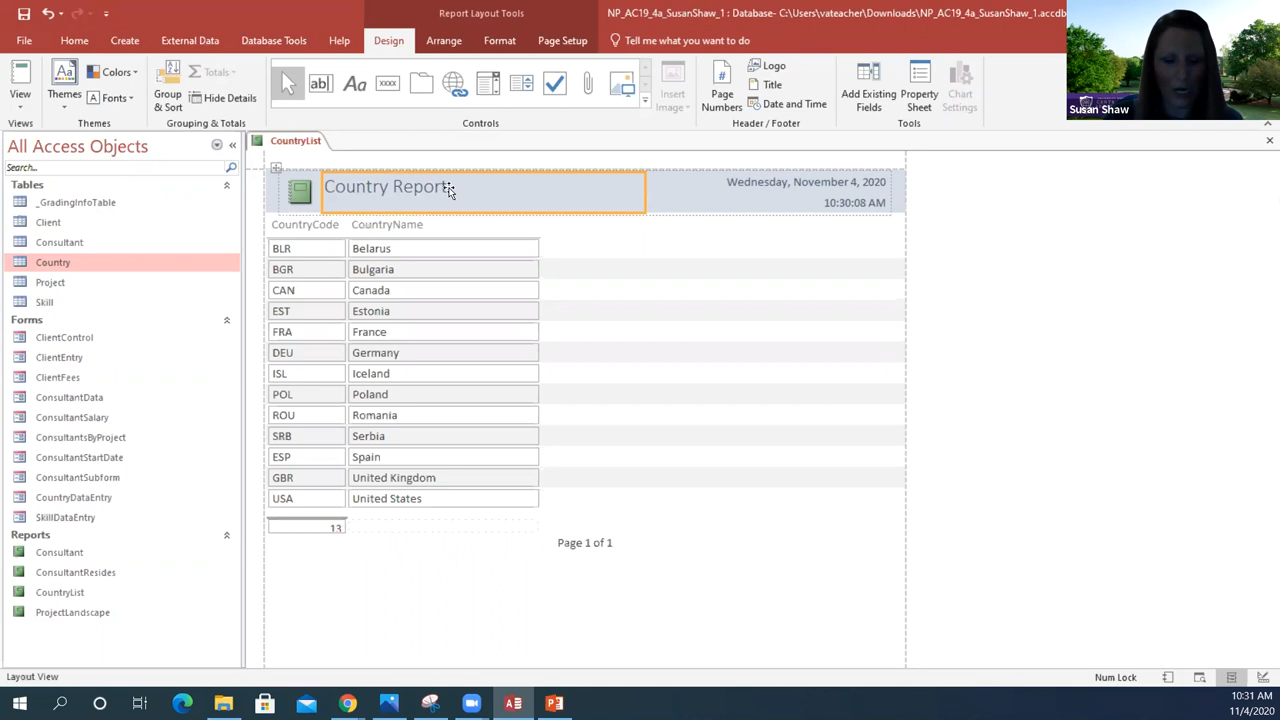 Report Layout Tools
NP_AC19_4a_SusanShaw_1 : Database- C:\Users\vateacher\Downloads\NP_AC19_4a_SusanShaw_1.accdb
File Home Create External Data Database Tools Help Design Arrange Format Page Setup Tell me what you want to do
View
Views
Themes
Colors
Fonts
Themes
Group & Sort
Totals
Hide Details
Grouping & Totals
ab|
Aa
xxxx
Insert Image
Controls
Page Numbers
Logo
Title
Date and Time
Header / Footer
Add Existing Fields
Property Sheet
Chart Settings
Tools
Susan Shaw
All Access Objects
Search...
Tables
_GradingInfoTable
Client
Consultant
Country
Project
Skill
Forms
ClientControl
ClientEntry
ClientFees
ConsultantData
ConsultantSalary
ConsultantsByProject
ConsultantStartDate
ConsultantSubform
CountryDataEntry
SkillDataEntry
Reports
Consultant
ConsultantResides
CountryList
ProjectLandscape
CountryList
Country Report
Wednesday, November 4, 2020
10:30:08 AM
CountryCode CountryName
BLR Belarus
BGR Bulgaria
CAN Canada
EST Estonia
FRA France
DEU Germany
ISL Iceland
POL Poland
ROU Romania
SRB Serbia
ESP Spain
GBR United Kingdom
USA United States
13
Page 1 of 1
Layout View
Num Lock
10:31 AM
11/4/2020